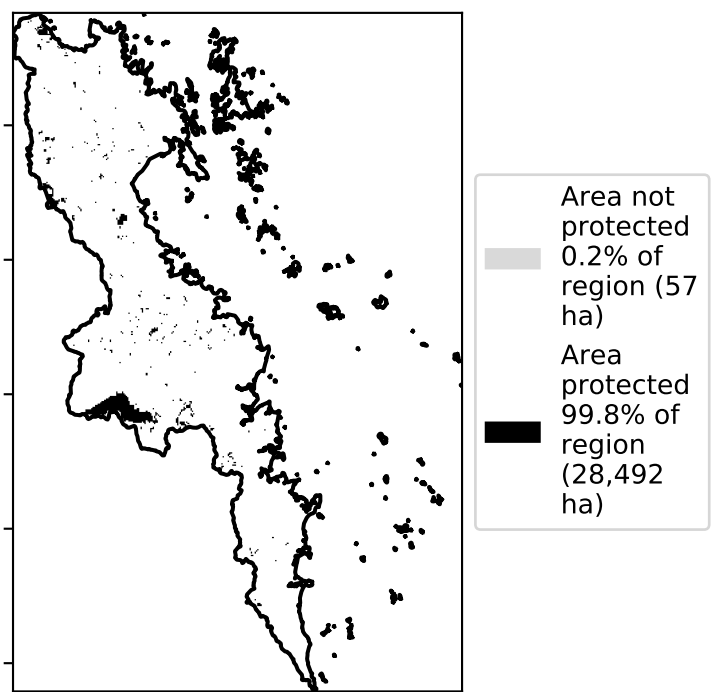 Area not
protected
0.2% of
region (57
ha)
Area
protected
99.8% of
region
(28,492
ha)